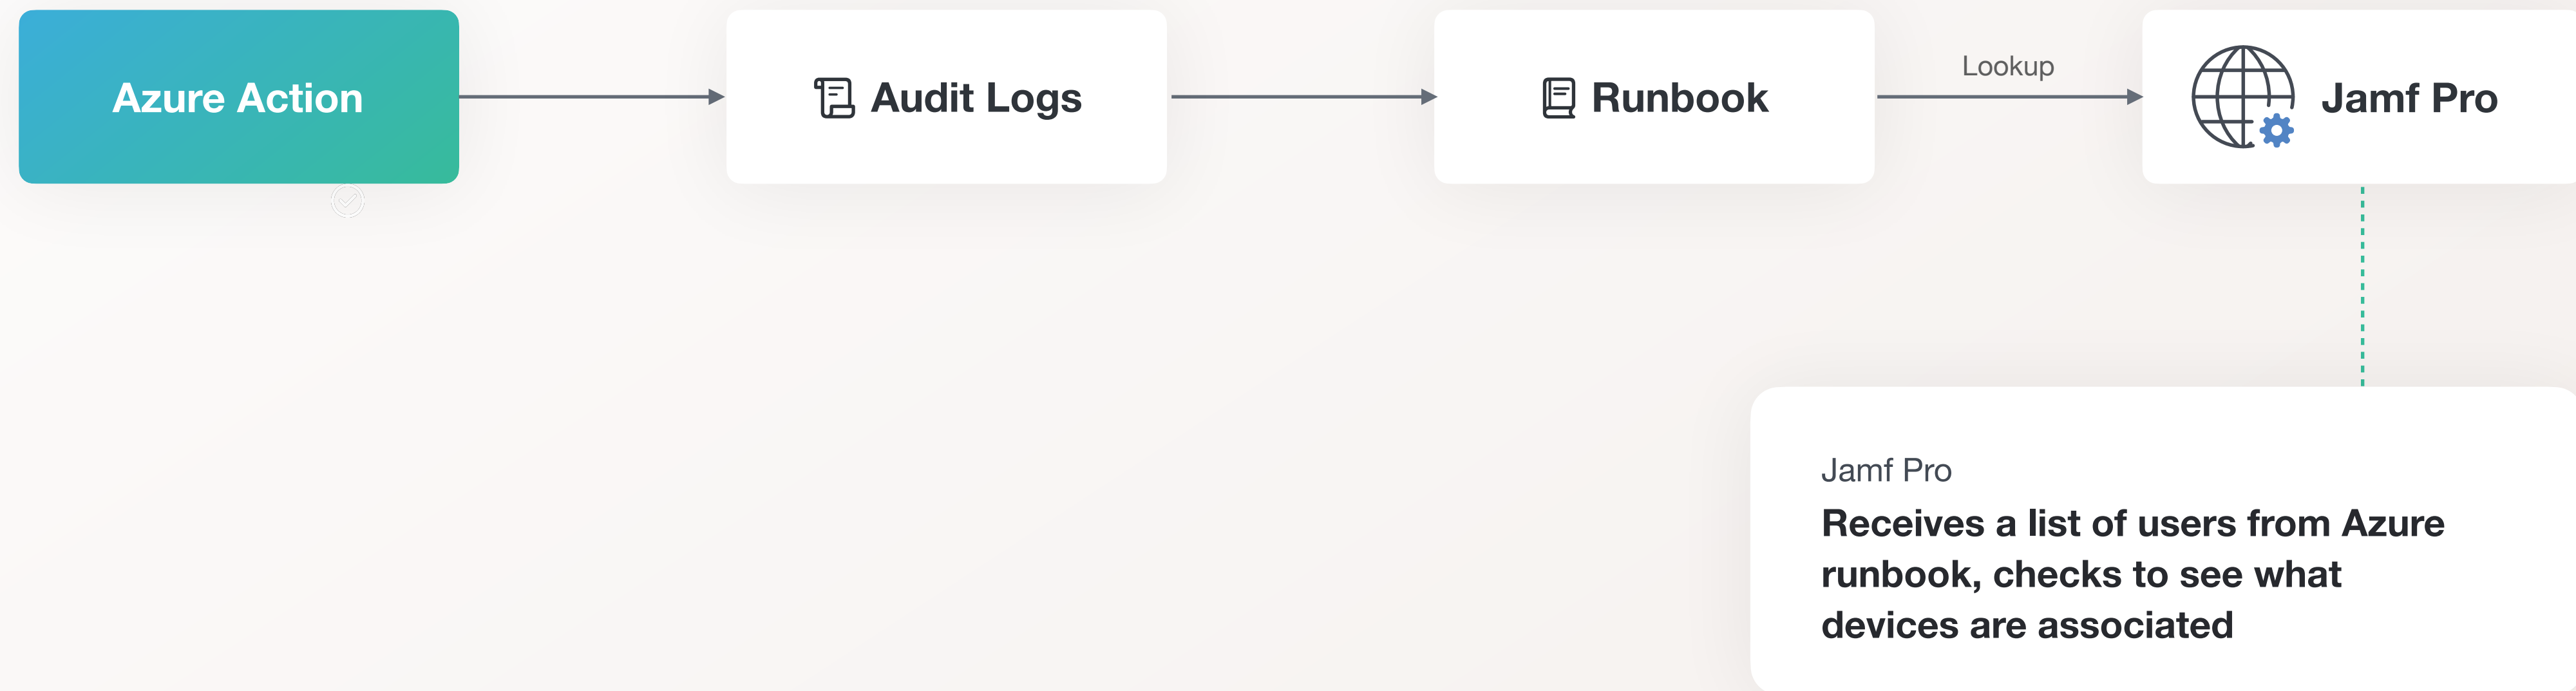 Azure Action
Audit Logs
Runbook
Lookup
Jamf Pro
Jamf Pro
Receives a list of users from Azure
runbook, checks to see what
devices are associated